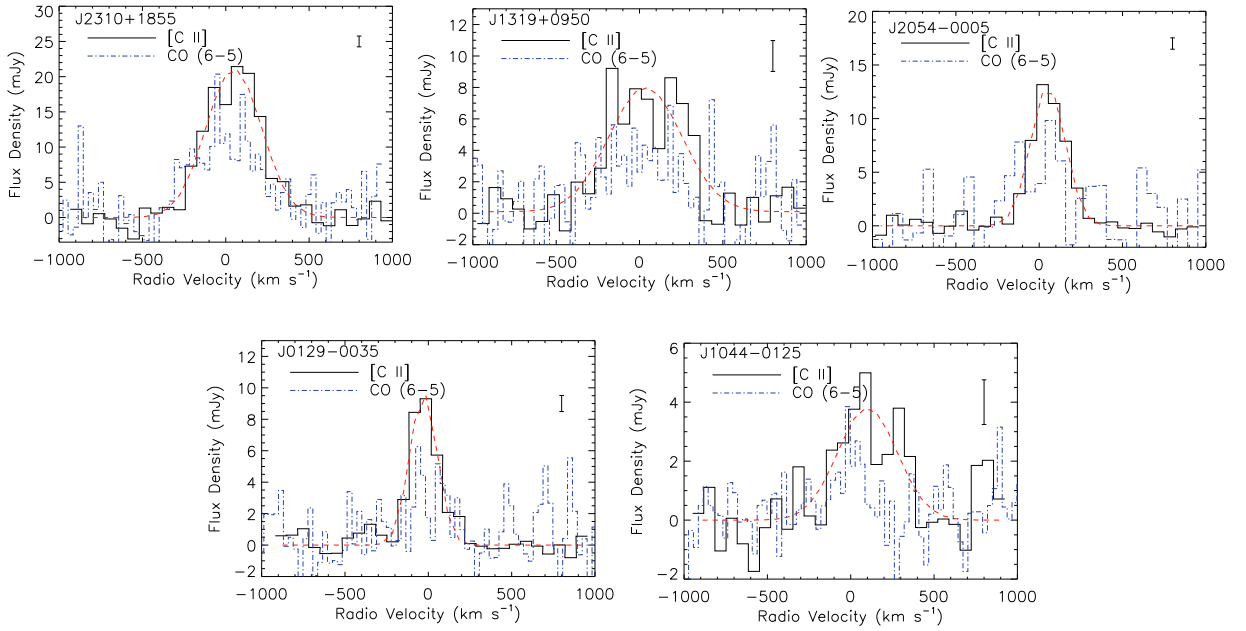 J2310+1855
[C II]
CO (6−5)
30
25
20
15
10
5
0
Flux Density (mJy)
−1000 −500 0 500 1000
Radio Velocity (km s−1)
J1319+0950
[C II]
CO (6−5)
12
10
8
6
4
2
0
−2
Flux Density (mJy)
−1000 −500 0 500 1000
Radio Velocity (km s−1)
J2054−0005
[C II]
CO (6−5)
20
15
10
5
0
Flux Density (mJy)
−1000 −500 0 500 1000
Radio Velocity (km s−1)
J0129−0035
[C II]
CO (6−5)
12
10
8
6
4
2
0
−2
Flux Density (mJy)
−1000 −500 0 500 1000
Radio Velocity (km s−1)
J1044−0125
[C II]
CO (6−5)
6
4
2
0
−2
Flux Density (mJy)
−1000 −500 0 500 1000
Radio Velocity (km s−1)